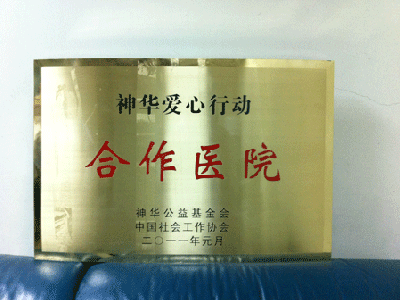 神华爱心行动
合作医院
神华公益基金会
中国社会工作协会
二〇一一年元月